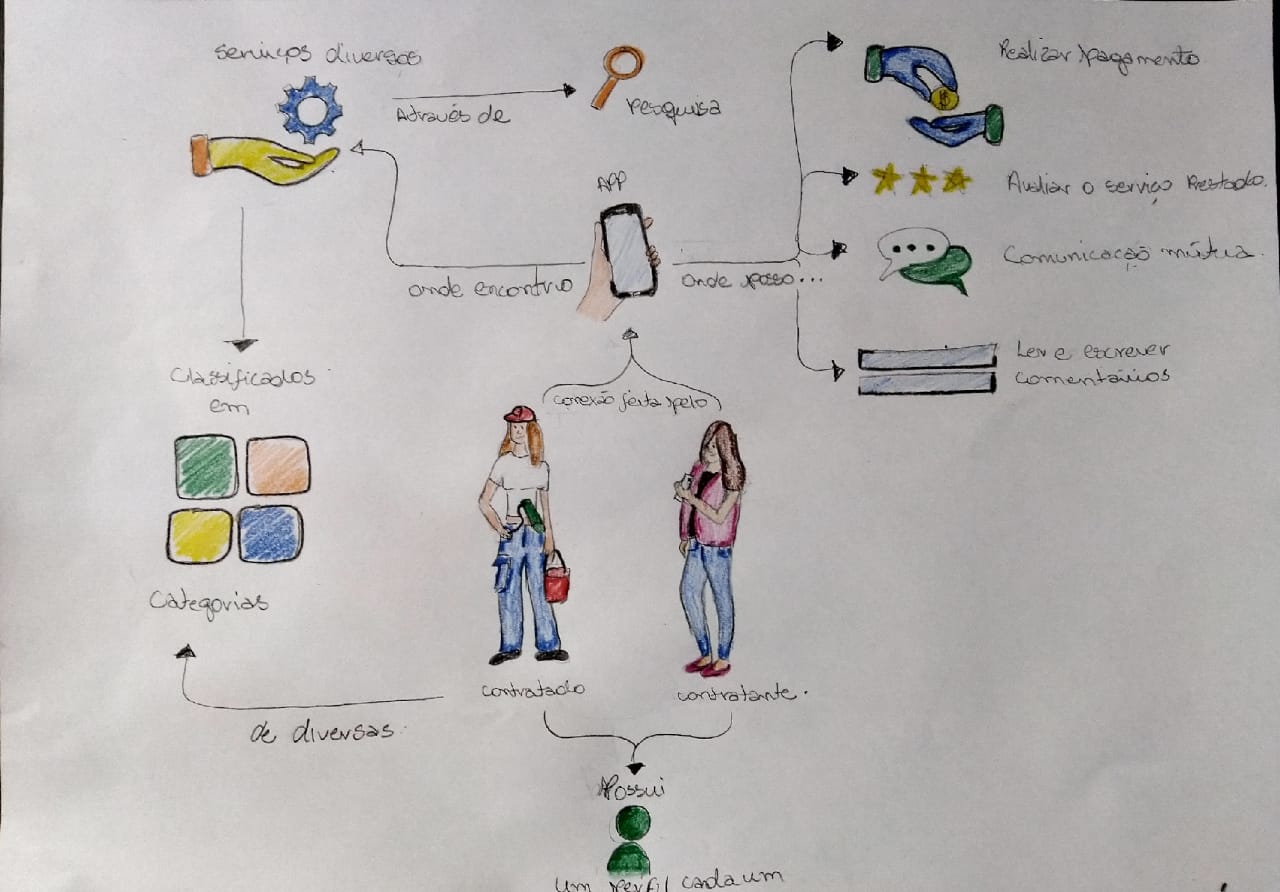 serviços diversos
Através de
Pesquisa
Realizar pagamento
APP
Avaliar o serviço Prestado.
onde encontro
Onde posso...
Comunicação mútua.
Ler e escrever
comentários
Classificados
em
conexão feita pelo
Categorias
contratado
contratante.
de diversas
Possui
um perfil cada um